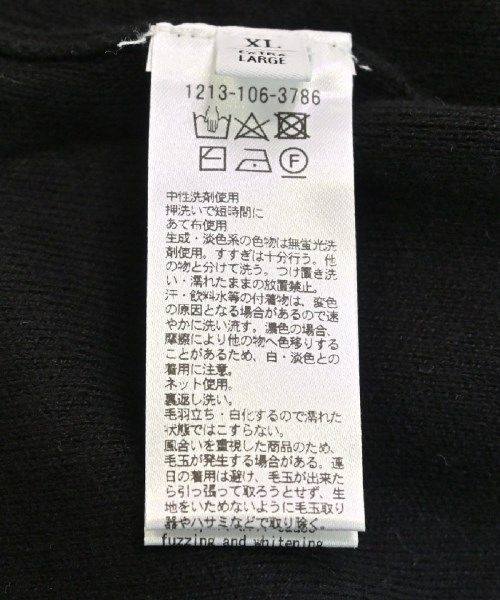 XL
EXTRA
LARGE
1213-106-3786
F
中性洗剤使用
押洗いで短時間に
あて布使用
生成・淡色系の色物は無蛍光洗
剤使用。すすぎは十分行う。他
の物と分けて洗う。つけ置き洗
い・濡れたままの放置禁止。
汗・飲料水等の付着物は、変色
の原因となる場合があるので速
やかに洗い流す。濃色の場合、
摩擦により他の物へ色移りする
ことがあるため、白・淡色との
着用に注意。
ネット使用。
裏返し洗い。
毛羽立ち・白化するので濡れた
状態ではこすらない。
風合いを重視した商品のため、
毛玉が発生する場合がある。連
日の着用は避け、毛玉が出来た
ら引っ張って取ろうとせず、生
地をいためないように毛玉取り
器やハサミなどで取り除く。
fuzzing and whitening